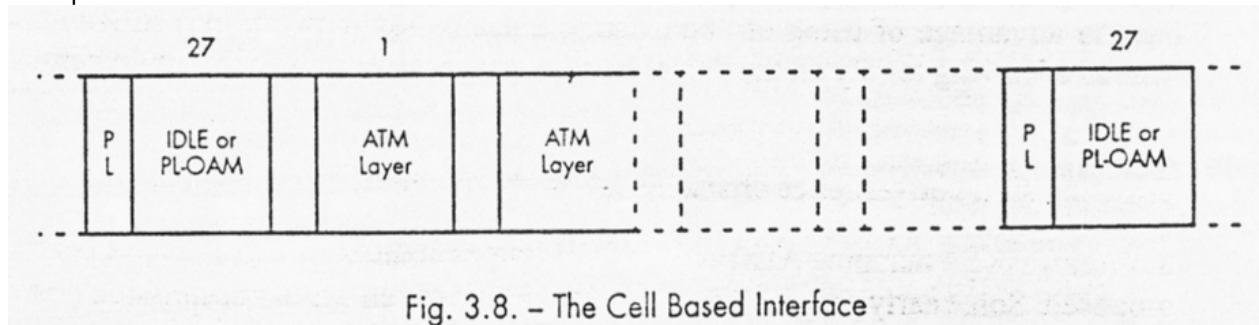 27 1 27
P
L
IDLE or
PL-OAM
ATM
Layer
ATM
Layer
P
L
IDLE or
PL-OAM
Fig. 3.8. – The Cell Based Interface